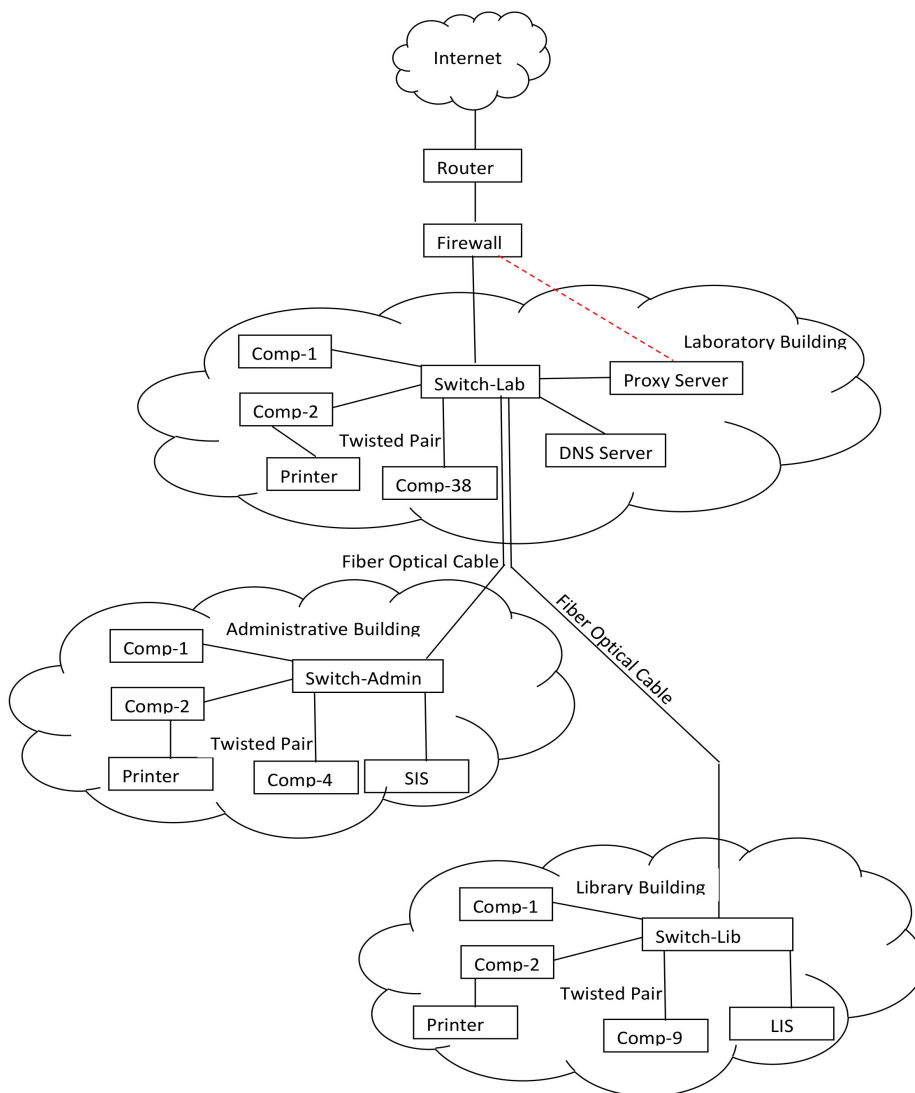 Internet
Router
Firewall
Laboratory Building
Comp-1
Switch-Lab
Proxy Server
Comp-2
Twisted Pair
DNS Server
Printer
Comp-38
Fiber Optical Cable
Fiber Optical Cable
Administrative Building
Comp-1
Switch-Admin
Comp-2
Twisted Pair
Printer
Comp-4
SIS
Library Building
Comp-1
Switch-Lib
Comp-2
Twisted Pair
Printer
Comp-9
LIS